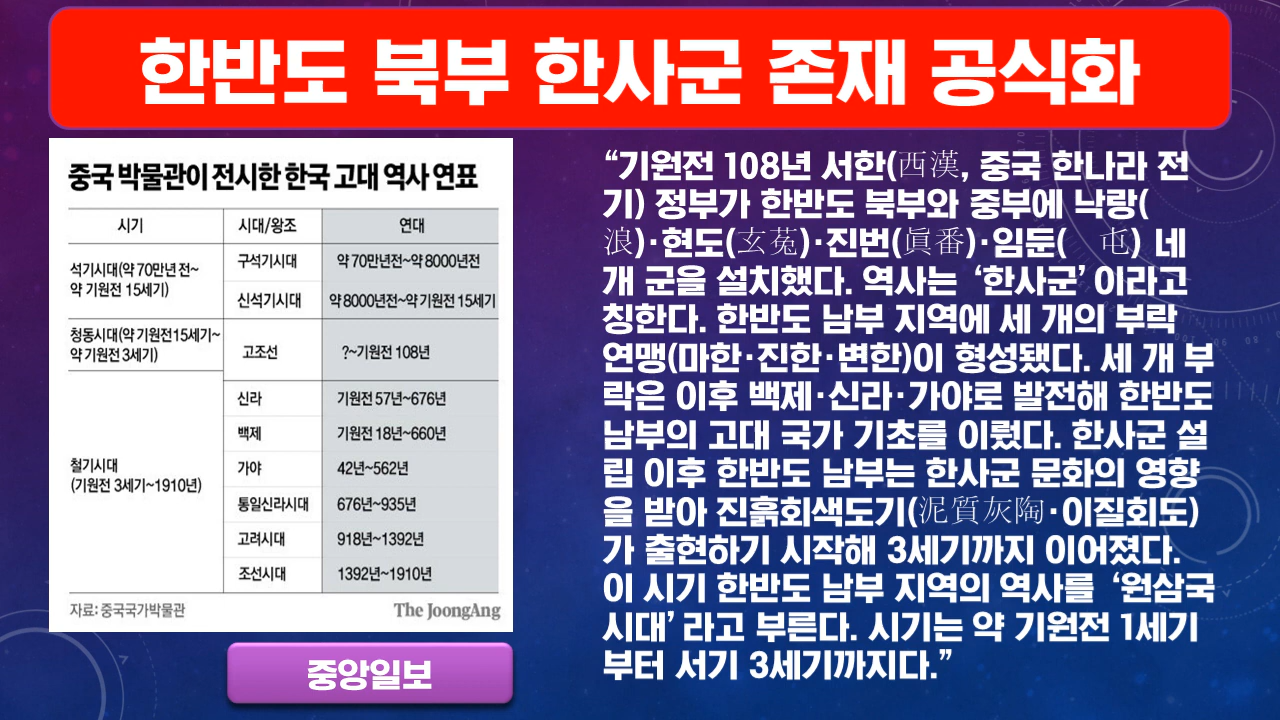 한반도 북부 한사군 존재 공식화
중국 박물관이 전시한 한국 고대 역사 연표
시기 시대/왕조 연대
석기시대(약 70만년 전~
약 기원전 15세기)
구석기시대 약 70만년전~약 8000년전
신석기시대 약 8000년전~약 기원전 15세기
청동시대(약 기원전15세기~
약 기원전 3세기)
고조선 ?~기원전 108년
철기시대
(기원전 3세기~1910년)
신라 기원전 57년~676년
백제 기원전 18년~660년
가야 42년~562년
통일신라시대 676년~935년
고려시대 918년~1392년
조선시대 1392년~1910년
자료: 중국국가박물관 The JoongAng
중앙일보
“기원전 108년 서한(西漢, 중국 한나라 전
기) 정부가 한반도 북부와 중부에 낙랑(
浪)·현도(玄菟)·진번(眞番)·임둔( 屯) 네
개 군을 설치했다. 역사는 ‘한사군’ 이라고
칭한다. 한반도 남부 지역에 세 개의 부락
연맹(마한·진한·변한)이 형성됐다. 세 개 부
락은 이후 백제·신라·가야로 발전해 한반도
남부의 고대 국가 기초를 이뤘다. 한사군 설
립 이후 한반도 남부는 한사군 문화의 영향
을 받아 진흙회색도기(泥質灰陶·이질회도)
가 출현하기 시작해 3세기까지 이어졌다.
이 시기 한반도 남부 지역의 역사를 ‘원삼국
시대’ 라고 부른다. 시기는 약 기원전 1세기
부터 서기 3세기까지다.”